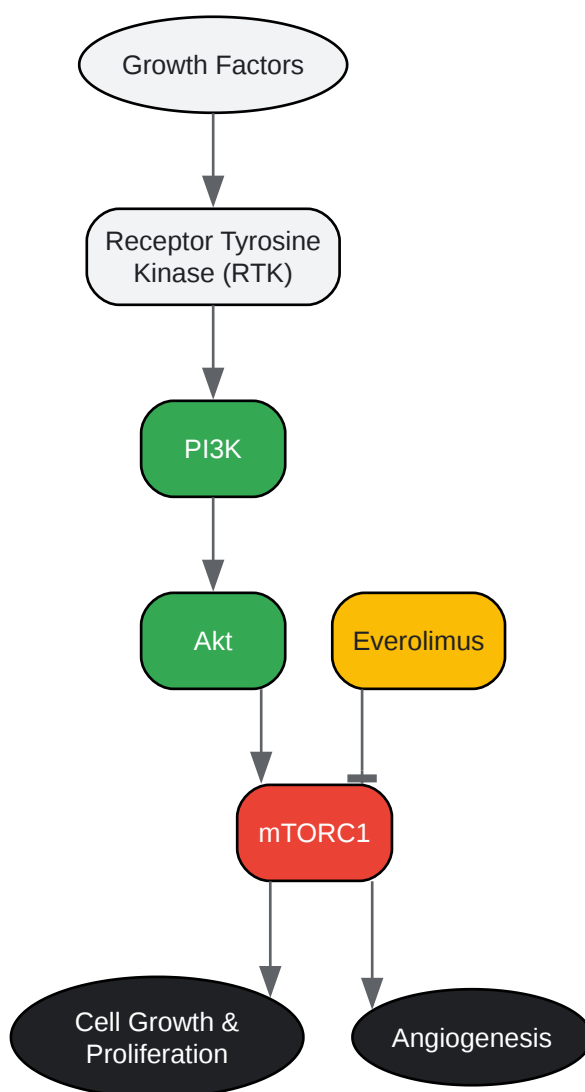 Growth Factors
Receptor Tyrosine
Kinase (RTK)
PI3K
Akt
Everolimus
mTORC1
Cell Growth &
Proliferation
Angiogenesis